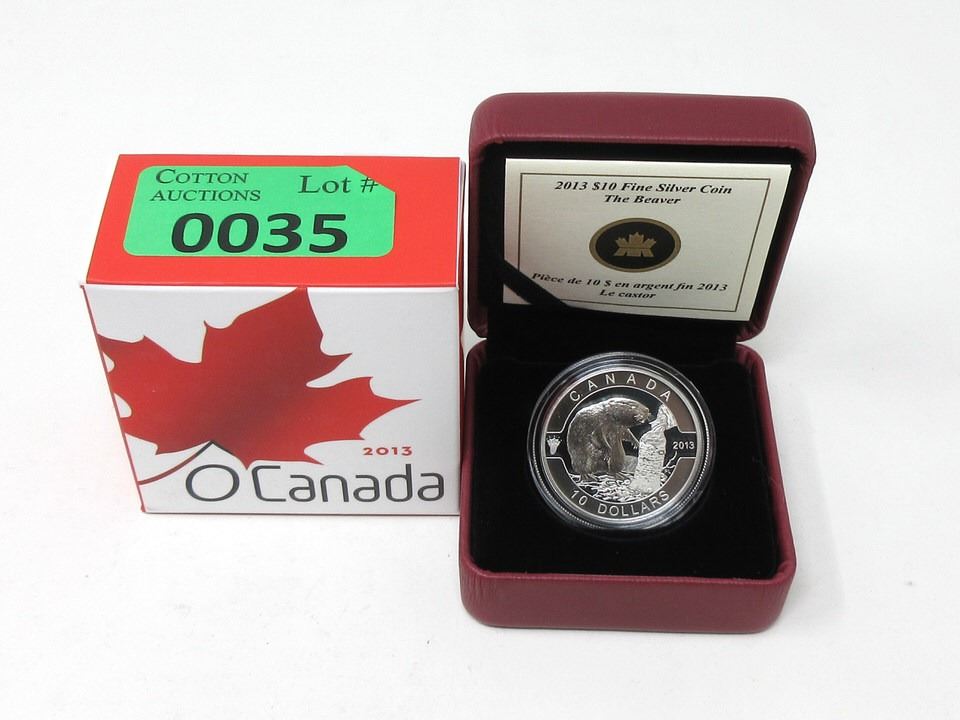 COTTON
AUCTIONS
Lot #
0035
2013
O Canada
2013 $10 Fine Silver Coin
The Beaver
Pièce de 10 $ en argent fin 2013
Le castor
CANADA
2013
10 DOLLARS